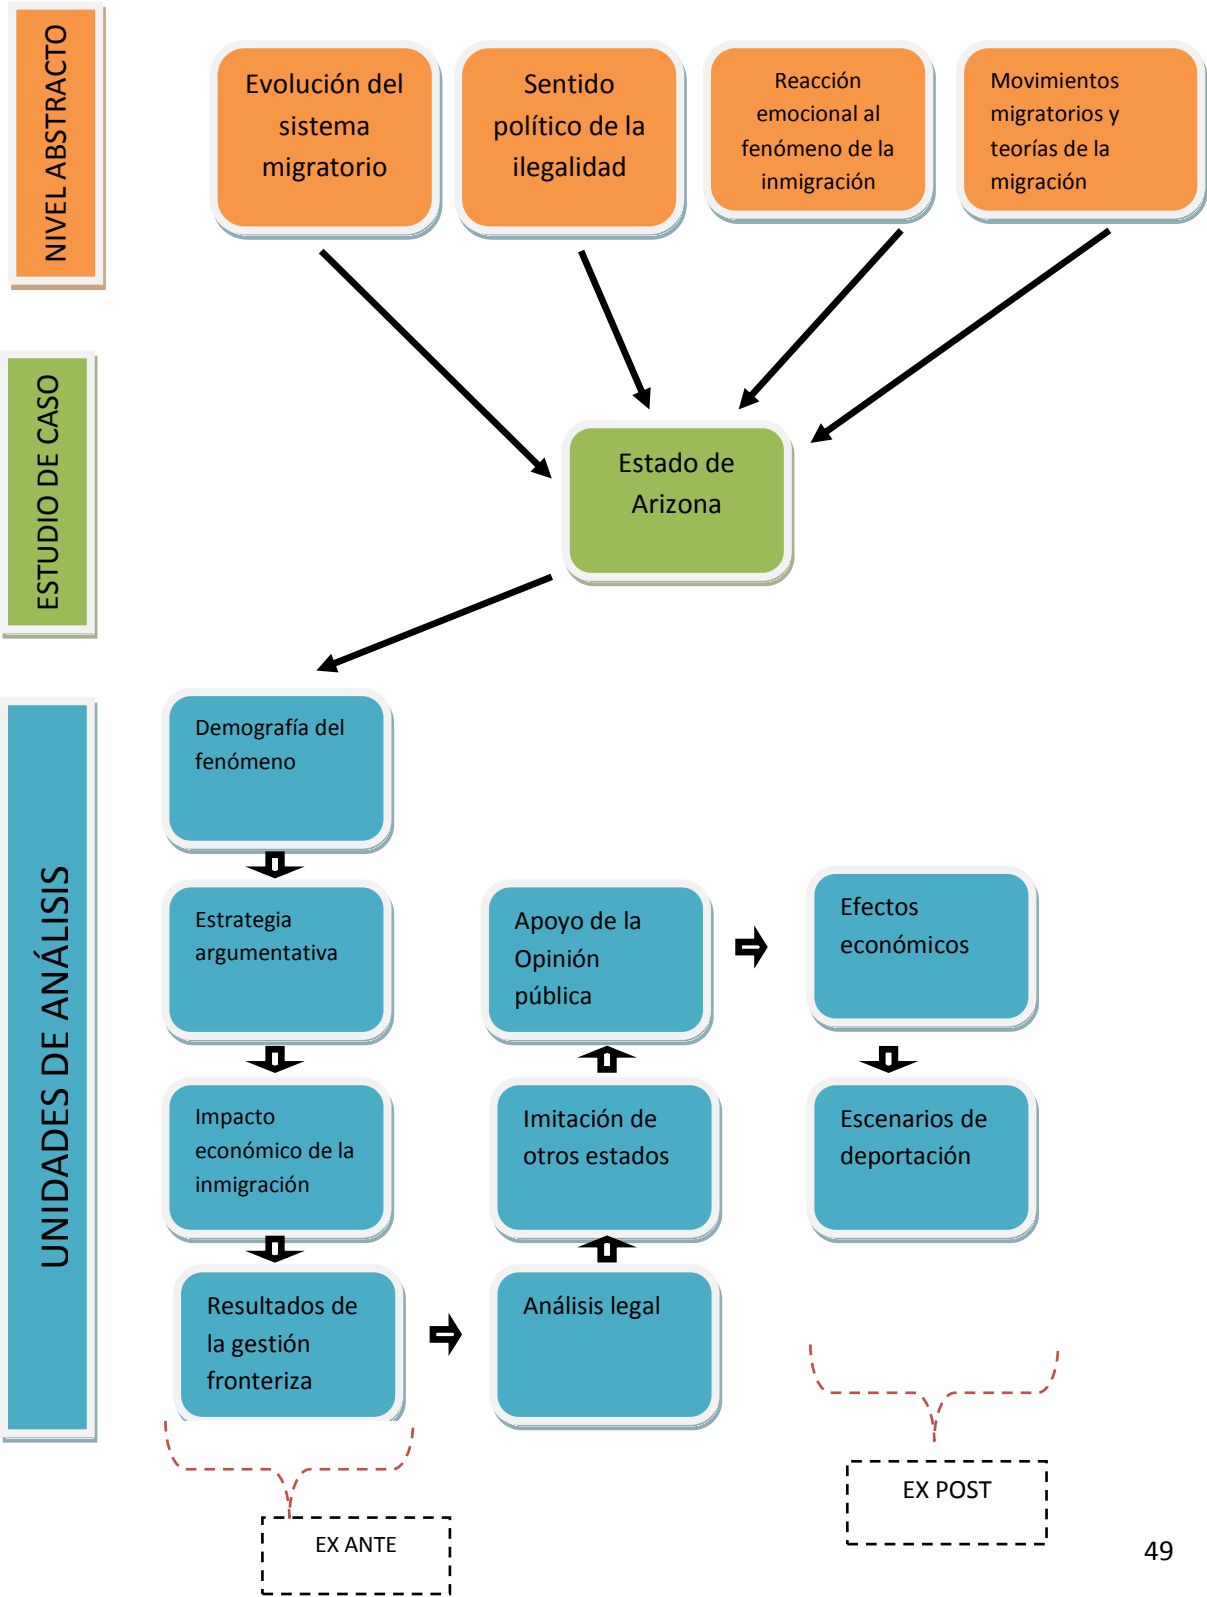 NIVEL ABSTRACTO
Evolución del
sistema
migratorio
Sentido
político de la
ilegalidad
Reacción
emocional al
fenómeno de la
inmigración
Movimientos
migratorios y
teorías de la
migración
ESTUDIO DE CASO
Estado de
Arizona
UNIDADES DE ANÁLISIS
Demografía del
fenómeno
Estrategia
argumentativa
Impacto
económico de la
inmigración
Resultados de
la gestión
fronteriza
Análisis legal
Imitación de
otros estados
Apoyo de la
Opinión
pública
Efectos
económicos
Escenarios de
deportación
EX ANTE
EX POST
49